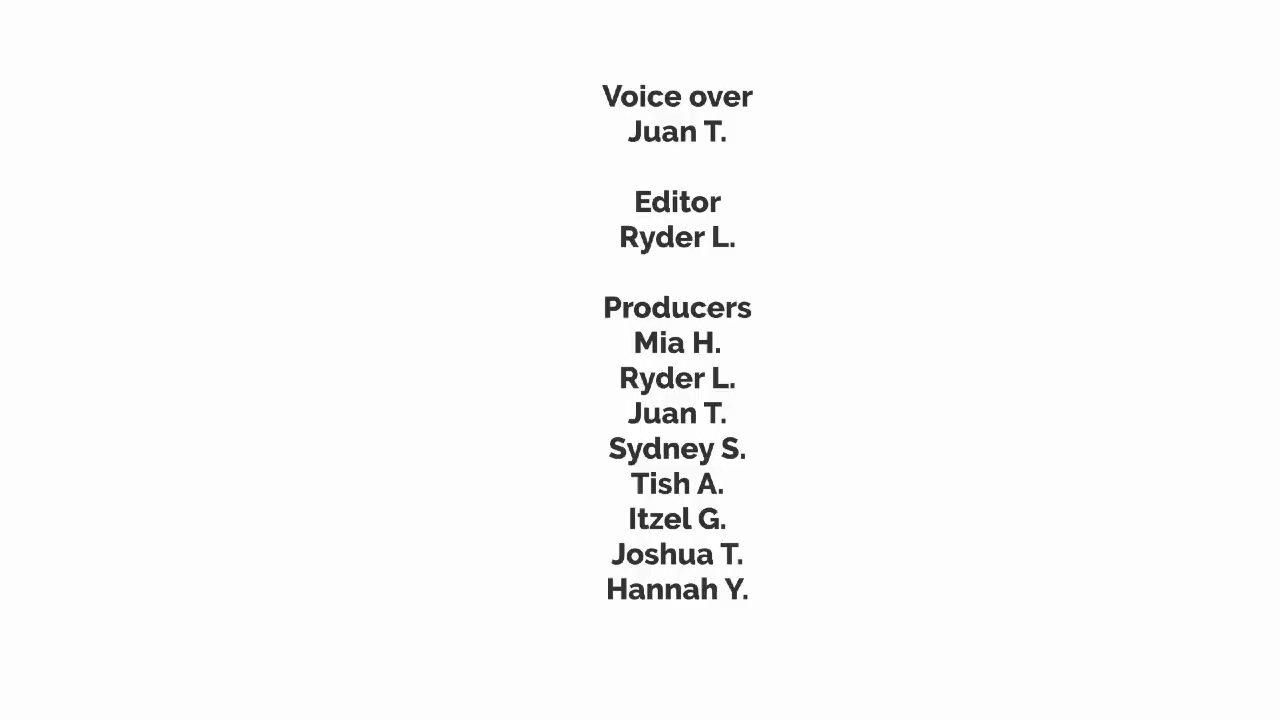 Voice over
Juan T.
Editor
Ryder L.
Producers
Mia H.
Ryder L.
Juan T.
Sydney S.
Tish A.
Itzel G.
Joshua T.
Hannah Y.